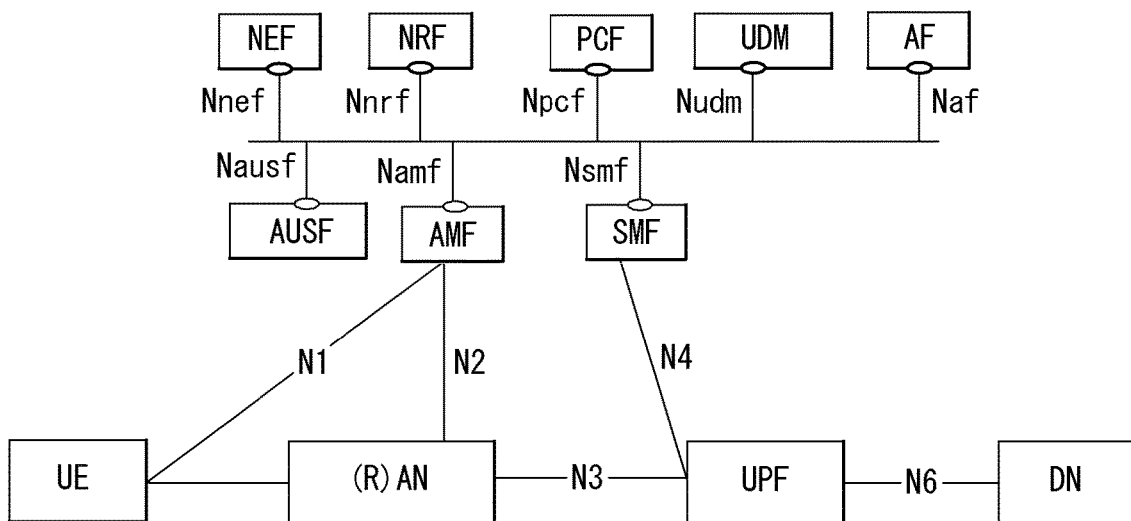 NEF NRF PCF UDM AF
Nnef Nnrf Npcf Nudm Naf
Nausf Namf Nsmf
AUSF AMF SMF
N1 N2 N4
UE (R)AN N3 UPF N6 DN